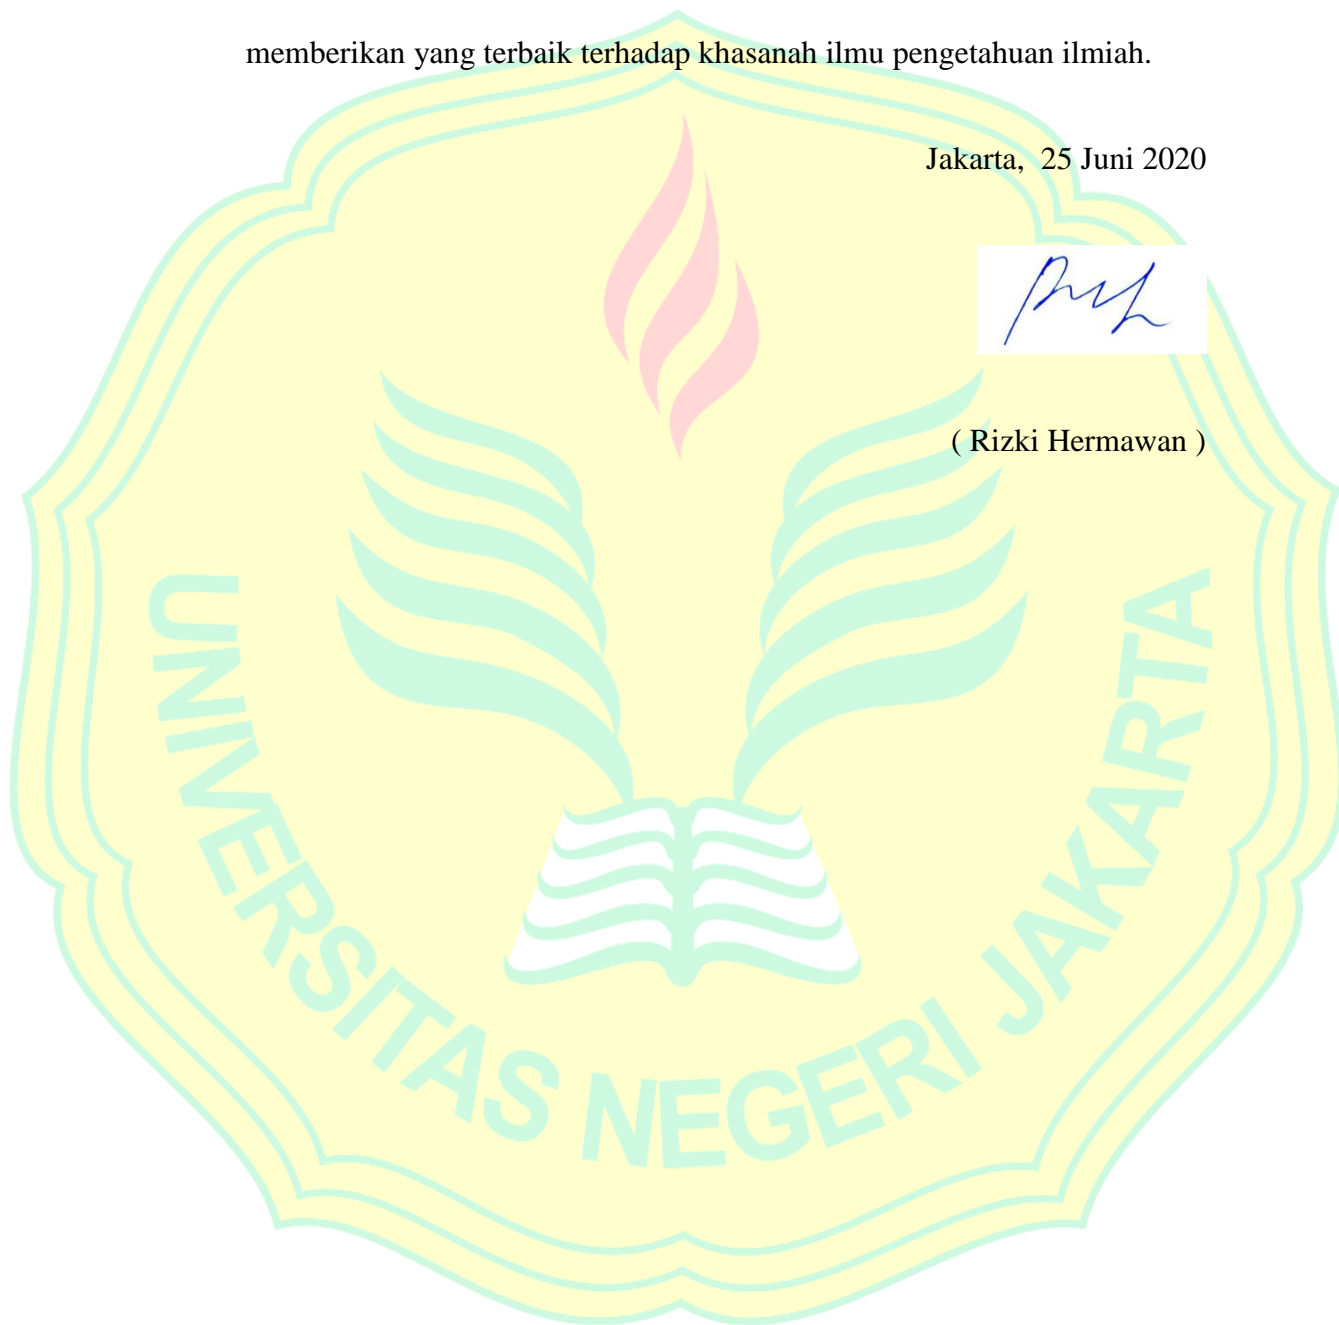 memberikan yang terbaik terhadap khasanah ilmu pengetahuan ilmiah.
Jakarta,  25 Juni 2020
( Rizki Hermawan )
UNIVERSITAS NEGERI JAKARTA